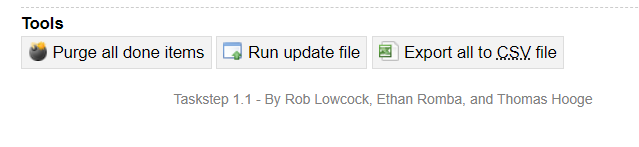 Tools
Purge all done items Run update file Export all to CSV file
Taskstep 1.1 - By Rob Lowcock, Ethan Romba, and Thomas Hooge